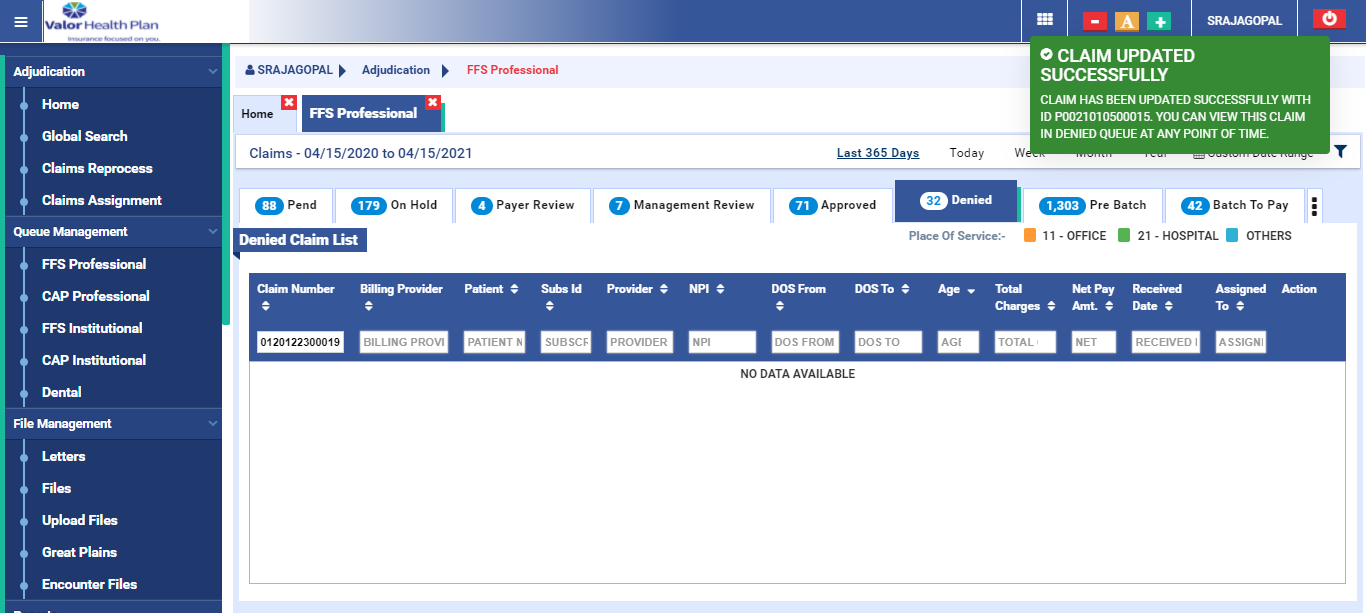 Valor Health Plan
Insurance focused on you.
A
SRAJAGOPAL
CLAIM UPDATED
SUCCESSFULLY
CLAIM HAS BEEN UPDATED SUCCESSFULLY WITH
ID P0021010500015. YOU CAN VIEW THIS CLAIM
IN DENIED QUEUE AT ANY POINT OF TIME.
Adjudication
Home
Global Search
Claims Reprocess
Claims Assignment
Queue Management
FFS Professional
CAP Professional
FFS Institutional
CAP Institutional
Dental
File Management
Letters
Files
Upload Files
Great Plains
Encounter Files
SRAJAGOPAL Adjudication FFS Professional
Home FFS Professional
Claims - 04/15/2020 to 04/15/2021 Last 365 Days Today Week Month Year Custom Date Range
88 Pend 179 On Hold 4 Payer Review 7 Management Review 71 Approved 32 Denied 1,303 Pre Batch 42 Batch To Pay
Denied Claim List Place Of Service:- 11 - OFFICE 21 - HOSPITAL OTHERS
Claim Number Billing Provider Patient Subs Id Provider NPI DOS From DOS To Age Total Charges Net Pay Amt. Received Date Assigned To Action
0120122300019 BILLING PROVI PATIENT N SUBSCR PROVIDER NPI DOS FROM DOS TO AGE TOTAL NET RECEIVED ASSIGNI
NO DATA AVAILABLE